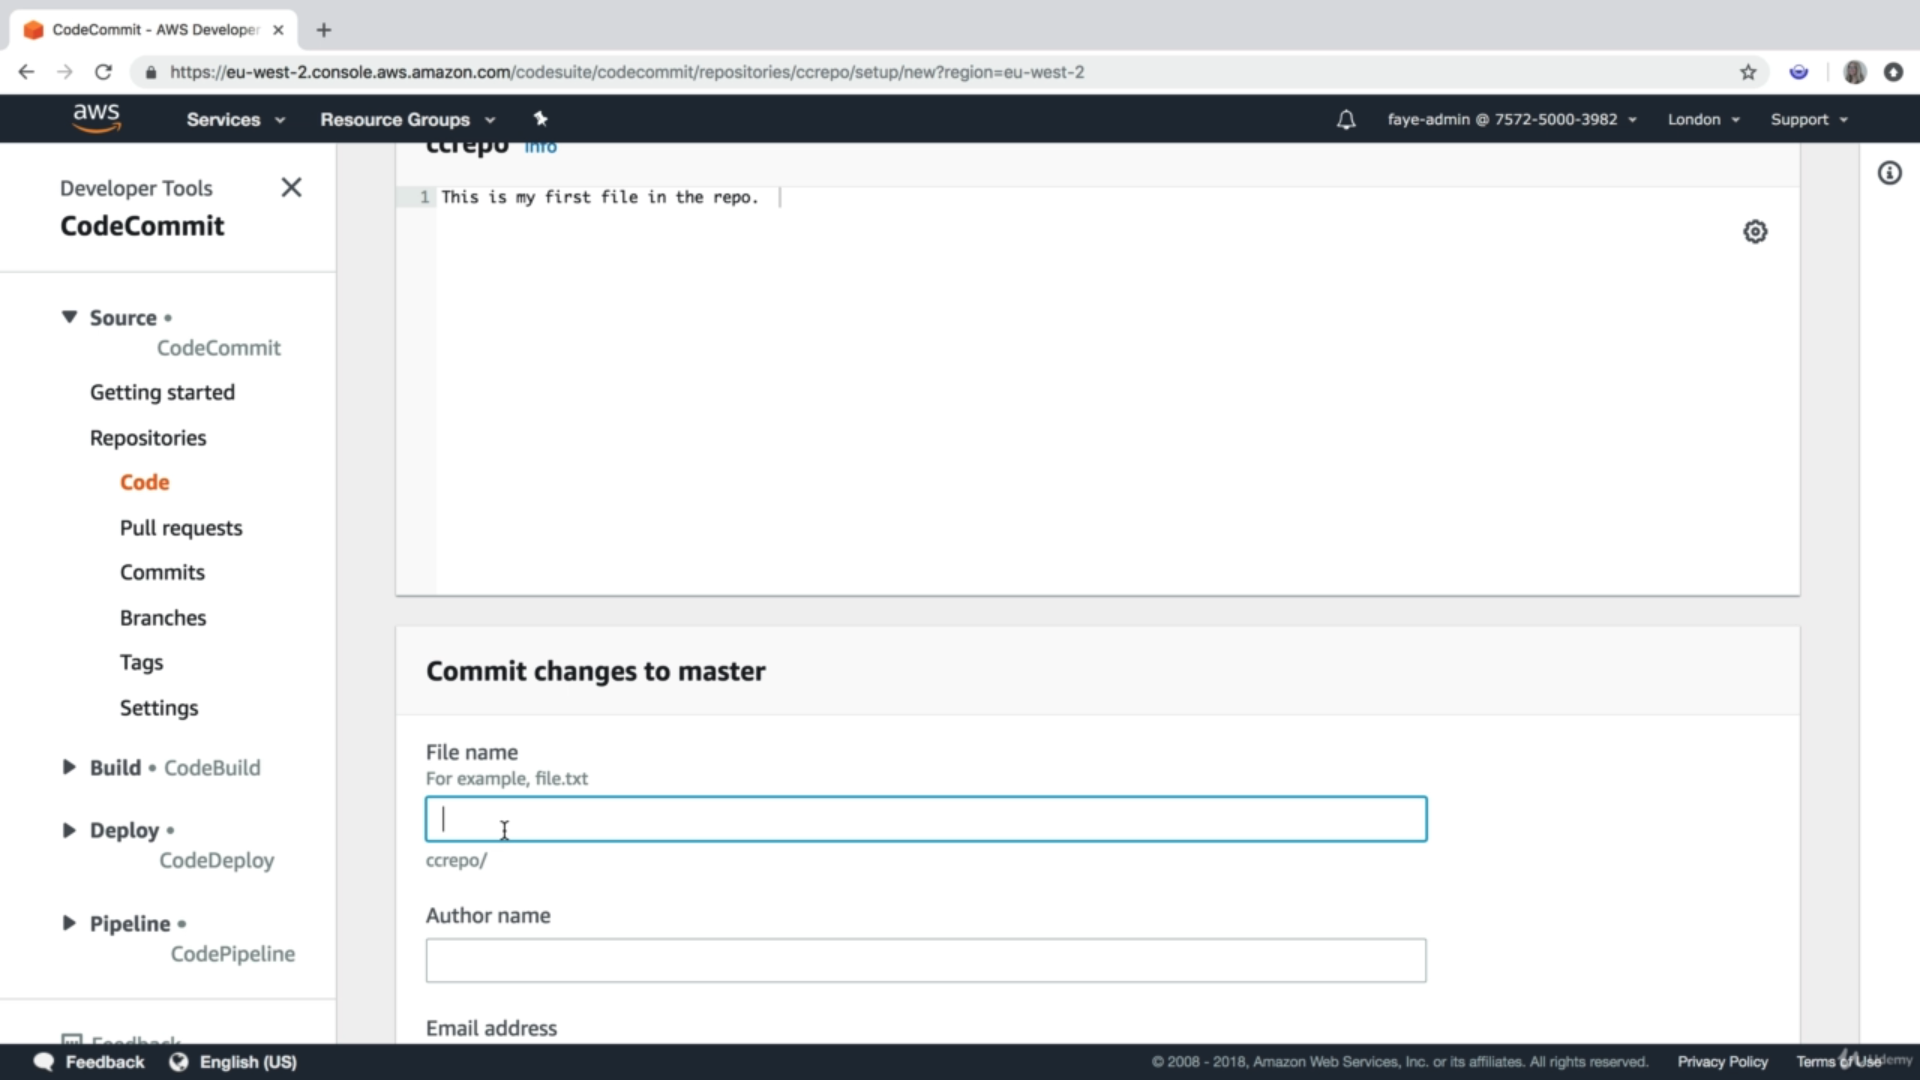 CodeCommit - AWS Developer
https://eu-west-2.console.aws.amazon.com/codesuite/codecommit/repositories/ccrepo/setup/new?region=eu-west-2
aws
Services
Resource Groups
faye-admin @ 7572-5000-3982
London
Support
Developer Tools
CodeCommit
Source •
CodeCommit
Getting started
Repositories
Code
Pull requests
Commits
Branches
Tags
Settings
Build • CodeBuild
Deploy •
CodeDeploy
Pipeline •
CodePipeline
Feedback
ccrepo Info
1 This is my first file in the repo.
Commit changes to master
File name
For example, file.txt
ccrepo/
Author name
Email address
Feedback
English (US)
© 2008 - 2018, Amazon Web Services, Inc. or its affiliates. All rights reserved.
Privacy Policy
Terms of Use
Udemy